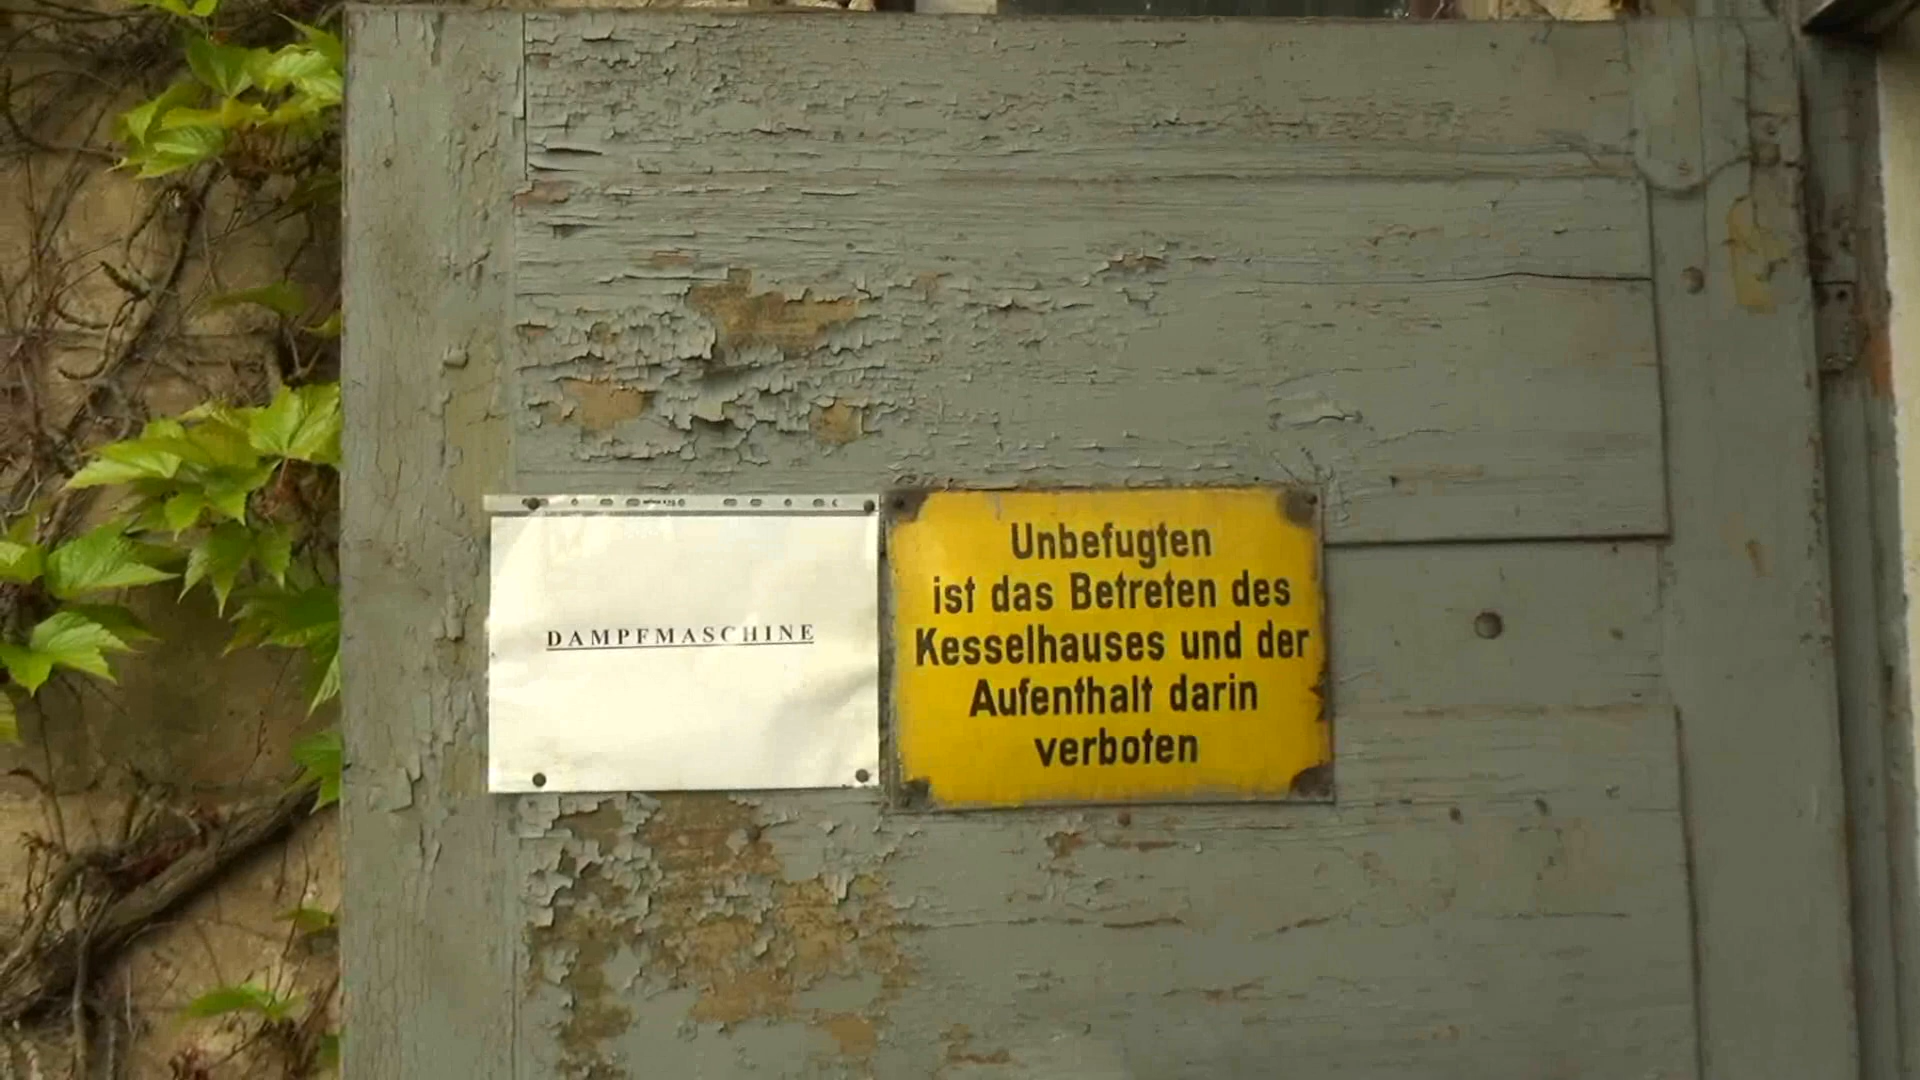 DAMPFMASCHINE
Unbefugten
ist das Betreten des
Kesselhauses und der
Aufenthalt darin
verboten